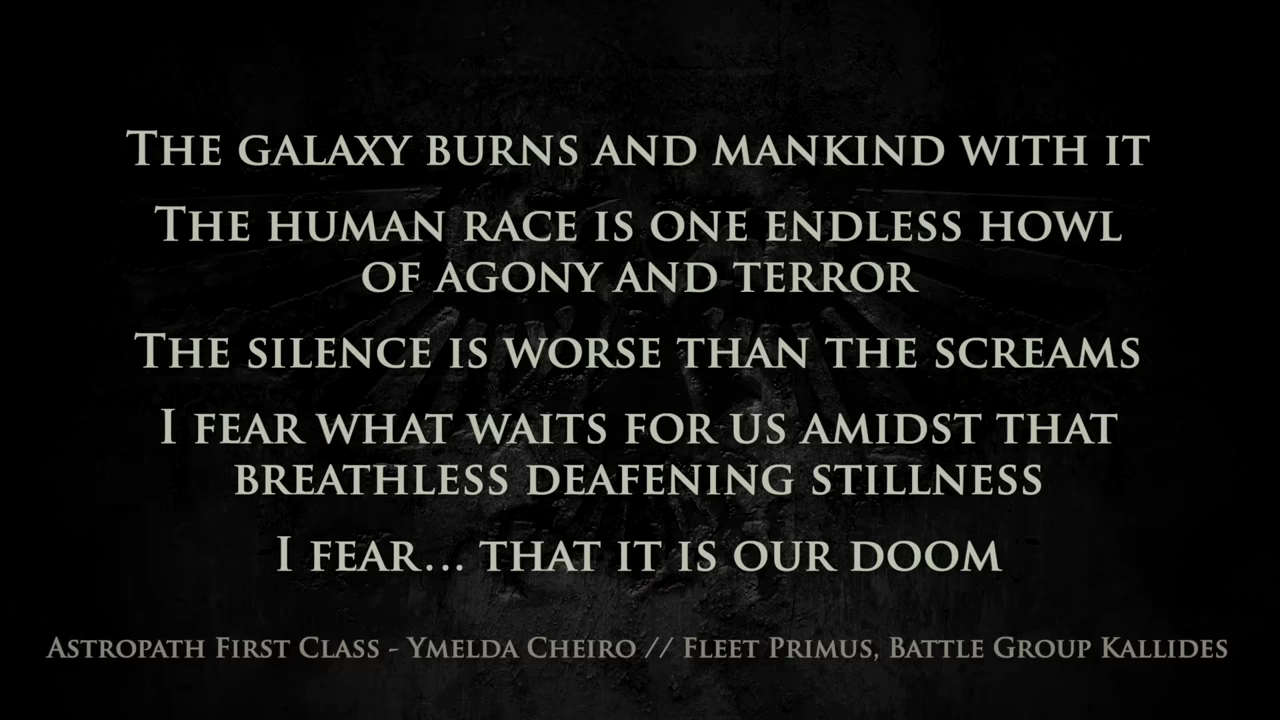 The galaxy burns and mankind with it
The human race is one endless howl
of agony and terror
The silence is worse than the screams
I fear what waits for us amidst that
breathless deafening stillness
I fear... that it is our doom
Astropath First Class - Ymelda Cheiro // Fleet Primus, Battle Group Kallides